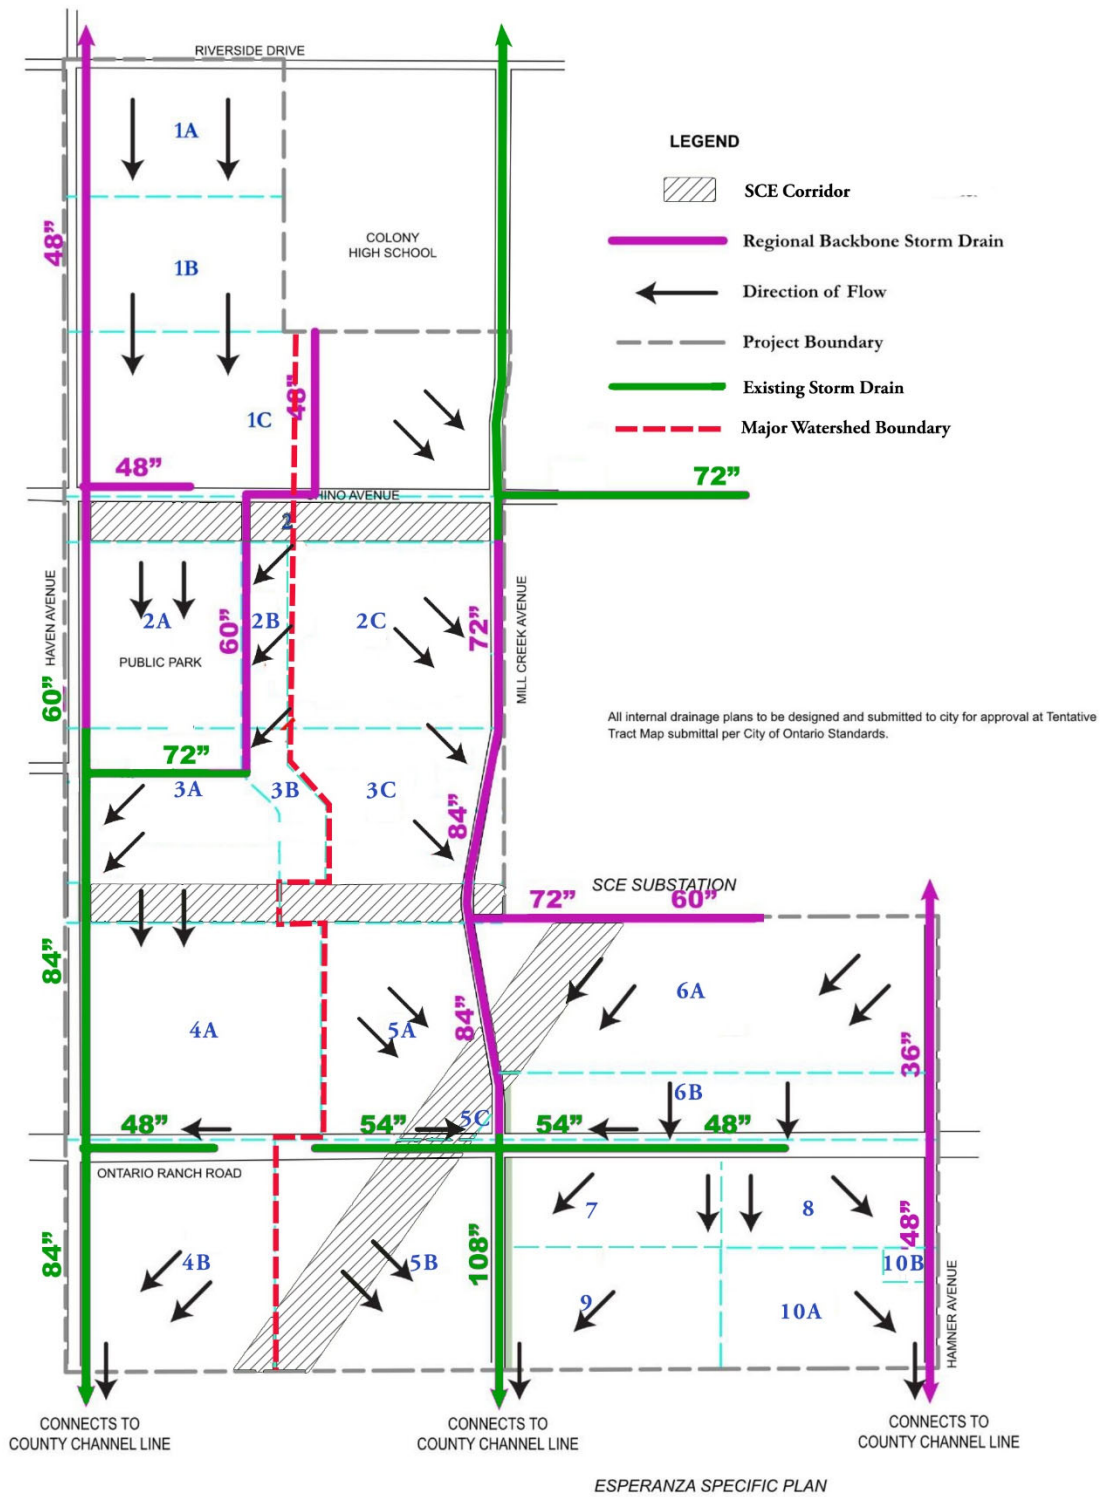 RIVERSIDE DRIVE
1A
LEGEND
SCE Corridor
48”
COLONY
HIGH SCHOOL
Regional Backbone Storm Drain
1B
Direction of Flow
Project Boundary
48”
Existing Storm Drain
1C
Major Watershed Boundary
48”
72”
CHINO AVENUE
2
HAVEN AVENUE
2A
60”
2B
2C
72”
MILL CREEK AVENUE
PUBLIC PARK
60”
All internal drainage plans to be designed and submitted to city for approval at Tentative
Tract Map submittal per City of Ontario Standards.
72”
3A
3B
3C
84”
SCE SUBSTATION
72”
60”
84”
6A
4A
5A
84”
36”
6B
48”
54”
5C
54”
48”
ONTARIO RANCH ROAD
7
8
48”
84”
4B
5B
108”
10B
9
10A
HAMNER AVENUE
CONNECTS TO
COUNTY CHANNEL LINE
CONNECTS TO
COUNTY CHANNEL LINE
CONNECTS TO
COUNTY CHANNEL LINE
ESPERANZA SPECIFIC PLAN